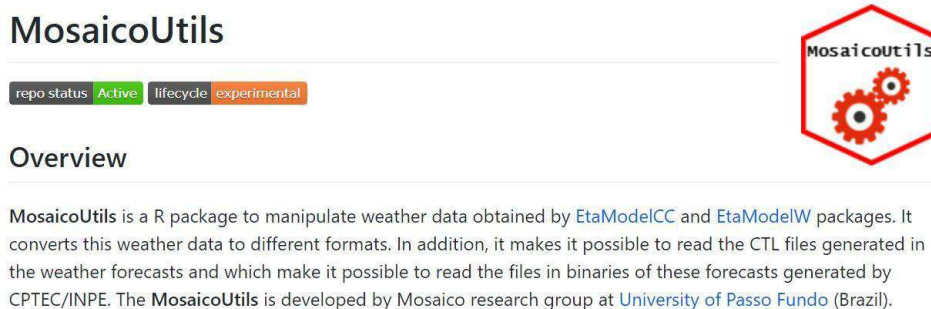 MosaicoUtils
MosaicoUtils
repo status Active lifecycle experimental
Overview
MosaicoUtils is a R package to manipulate weather data obtained by EtaModelCC and EtaModelW packages. It
converts this weather data to different formats. In addition, it makes it possible to read the CTL files generated in
the weather forecasts and which make it possible to read the files in binaries of these forecasts generated by
CPTEC/INPE. The MosaicoUtils is developed by Mosaico research group at University of Passo Fundo (Brazil).